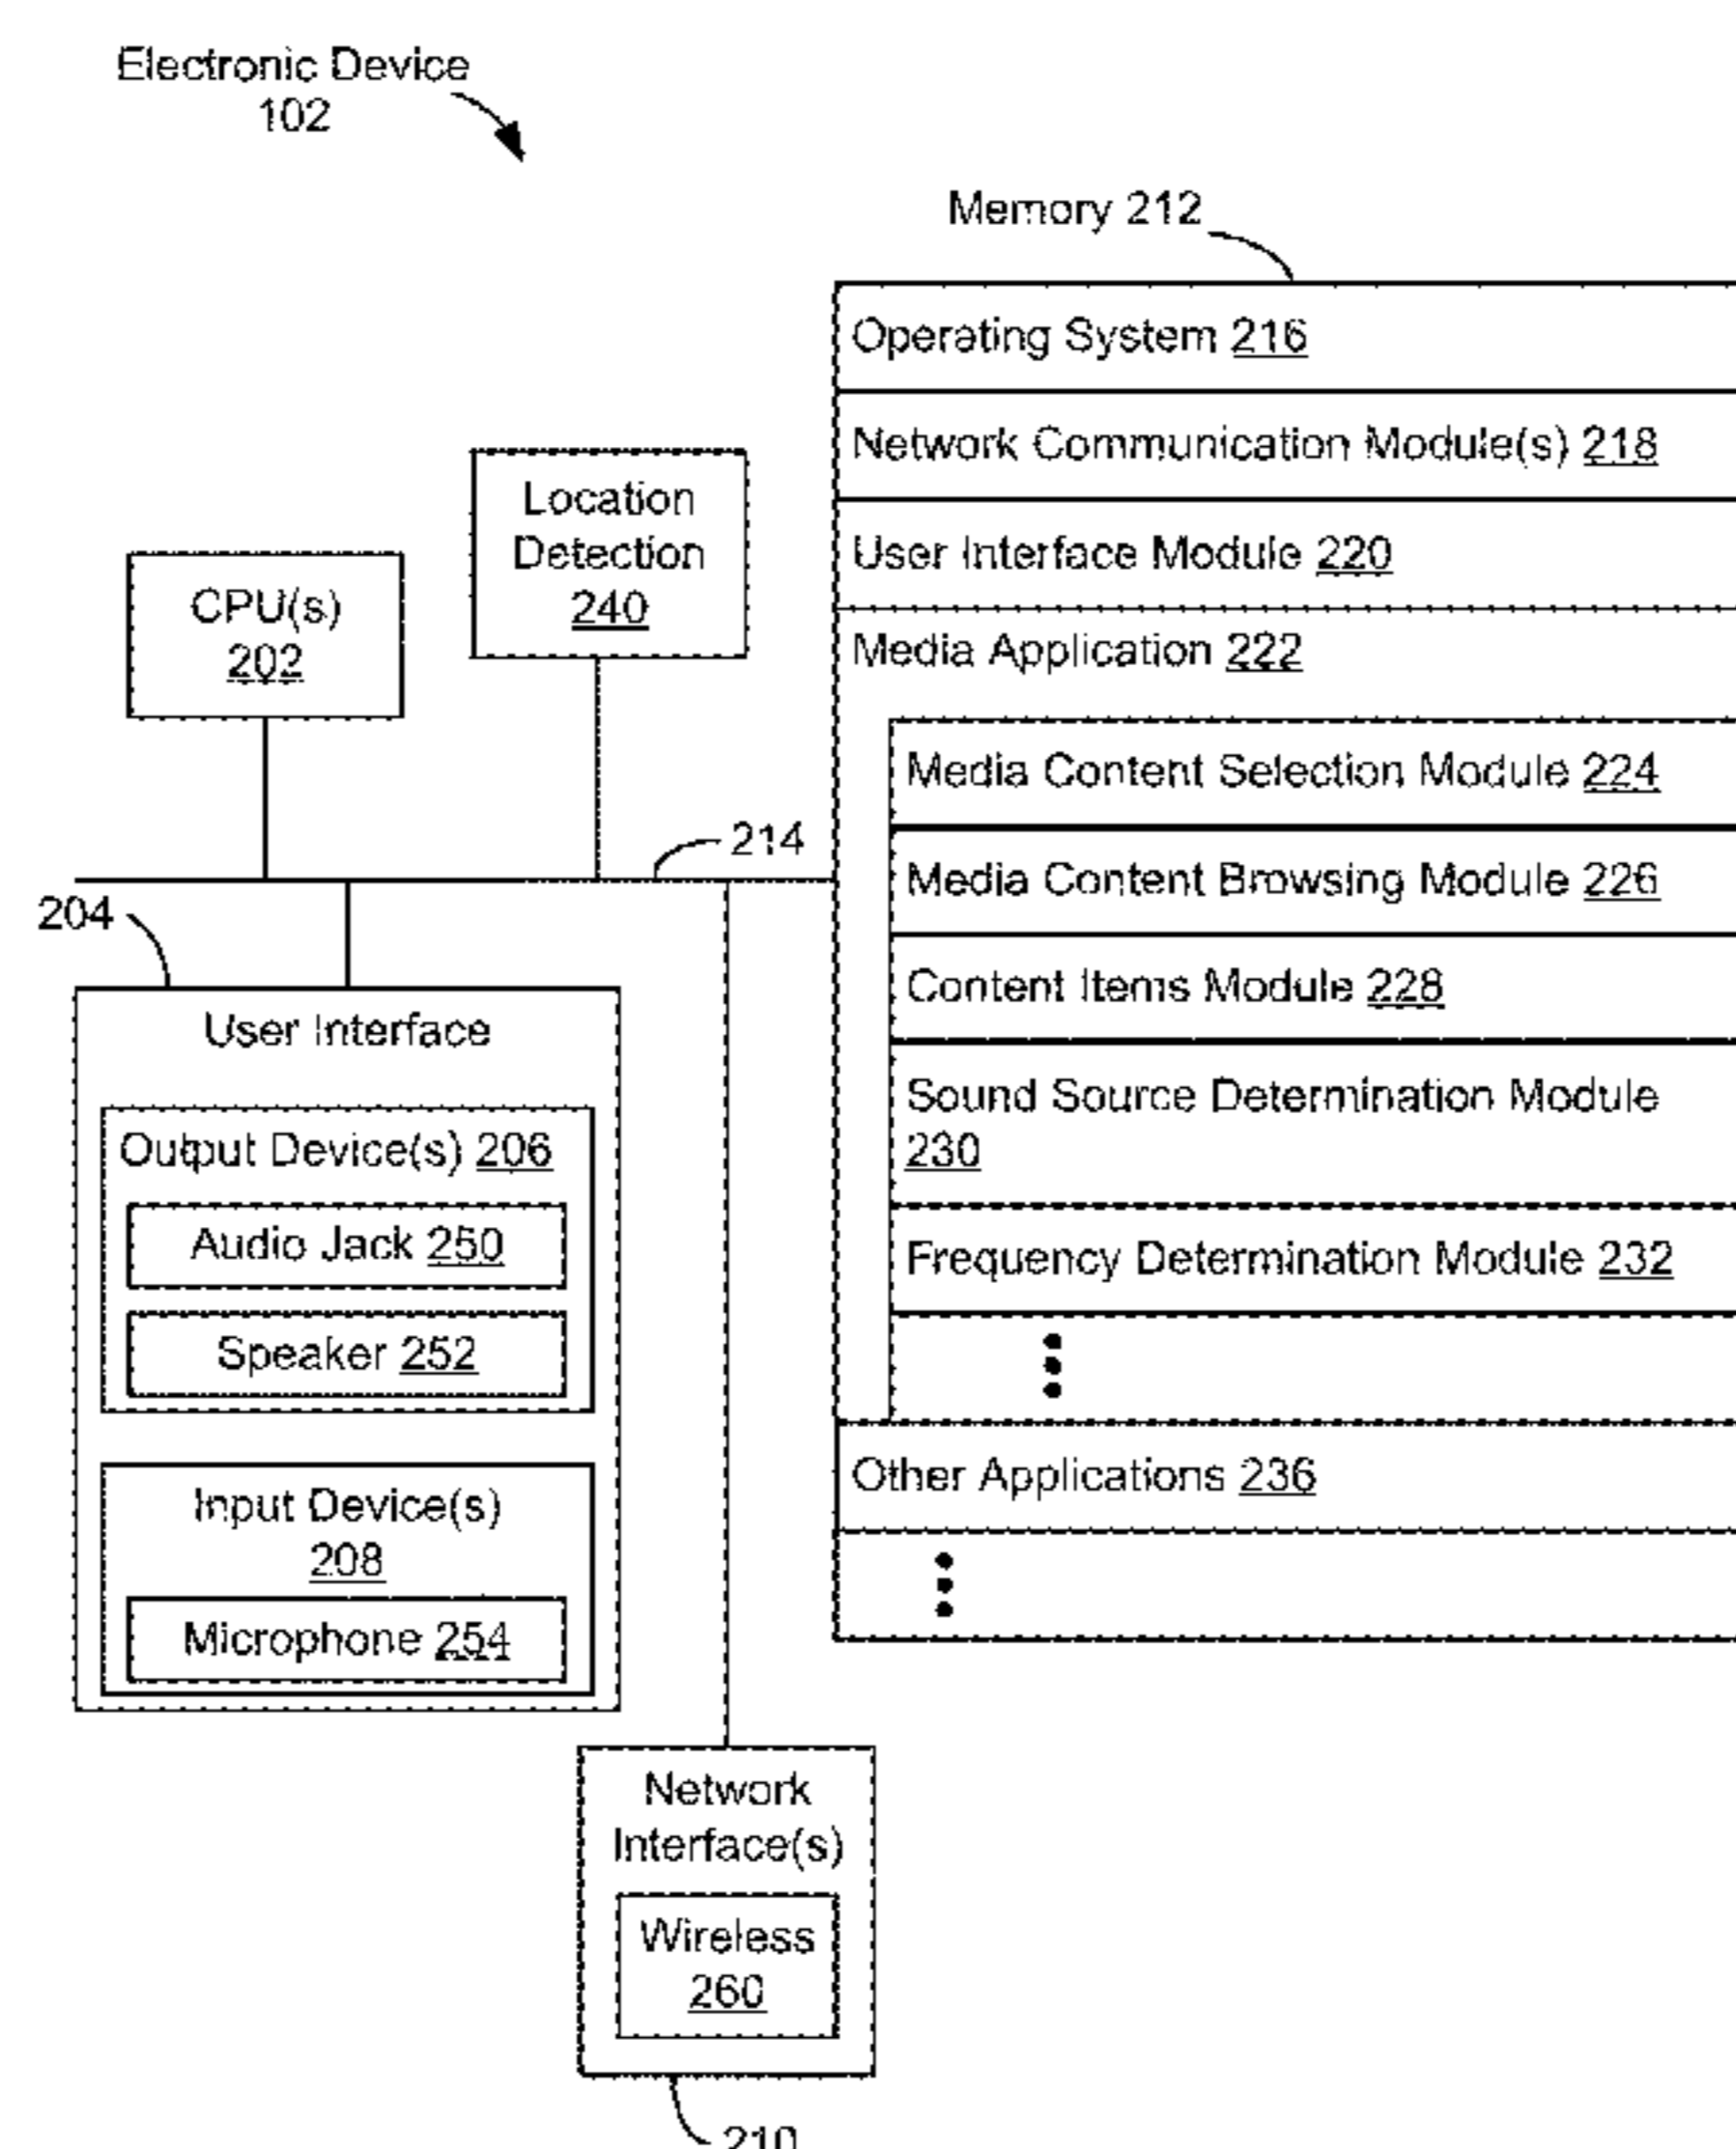 Electronic Device
102
Memory 212
Operating System 216
Network Communication Module(s) 218
User Interface Module 220
Media Application 222
Media Content Selection Module 224
Media Content Browsing Module 226
Content Items Module 228
Sound Source Determination Module
230
Frequency Determination Module 232
Other Applications 236
Location
Detection
240
CPU(s)
202
214
204
User Interface
Output Device(s) 206
Audio Jack 250
Speaker 252
Input Device(s)
208
Microphone 254
Network
Interface(s)
Wireless
260
210